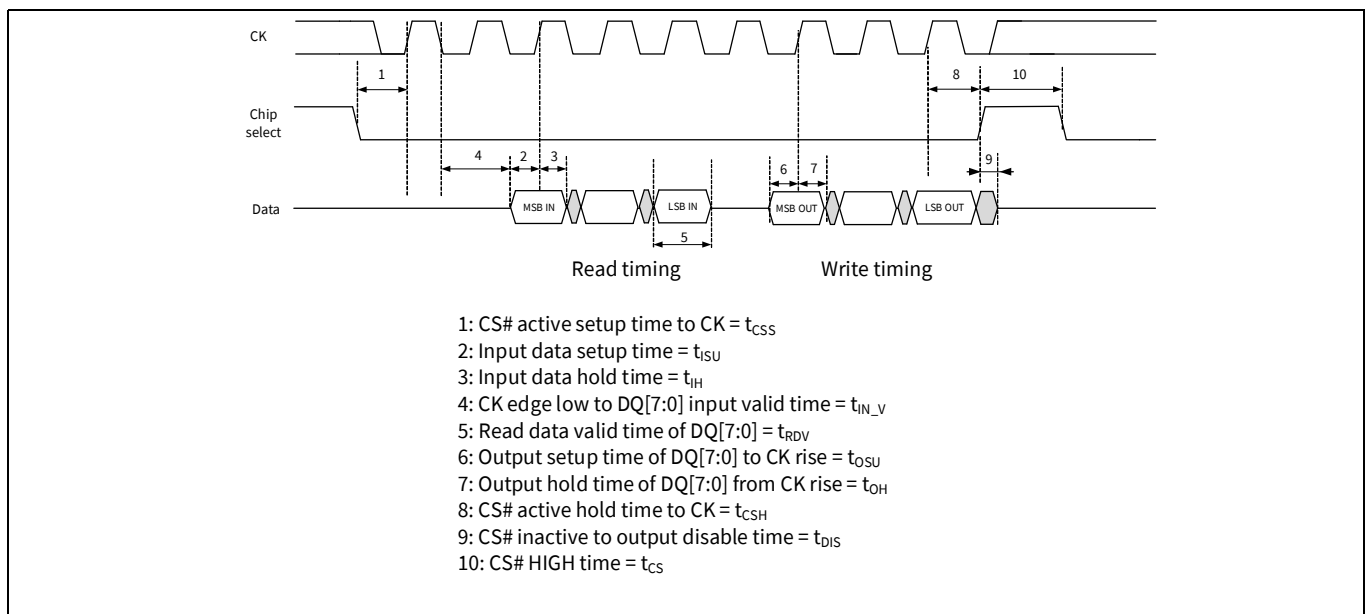 CK
1
8
10
Chip
select
4
2
3
6
7
9
Data
MSB IN
LSB IN
MSB OUT
LSB OUT
5
Read timing
Write timing
1: CS# active setup time to CK = tCSS
2: Input data setup time = tISU
3: Input data hold time = tIH
4: CK edge low to DQ[7:0] input valid time = tIN_V
5: Read data valid time of DQ[7:0] = tRDV
6: Output setup time of DQ[7:0] to CK rise = tOSU
7: Output hold time of DQ[7:0] from CK rise = tOH
8: CS# active hold time to CK = tCSH
9: CS# inactive to output disable time = tDIS
10: CS# HIGH time = tCS